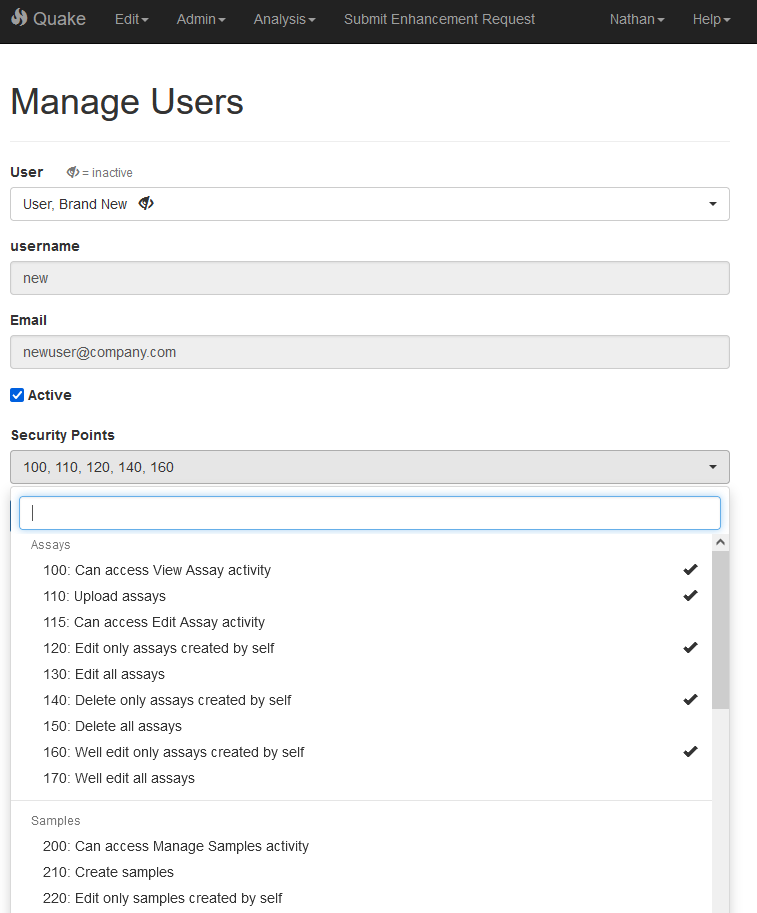 Quake Edit Admin Analysis Submit Enhancement Request Nathan Help
Manage Users
User = inactive
User, Brand New
username
new
Email
newuser@company.com
Active
Security Points
100, 110, 120, 140, 160
Assays
100: Can access View Assay activity
110: Upload assays
115: Can access Edit Assay activity
120: Edit only assays created by self
130: Edit all assays
140: Delete only assays created by self
150: Delete all assays
160: Well edit only assays created by self
170: Well edit all assays
Samples
200: Can access Manage Samples activity
210: Create samples
220: Edit only samples created by self